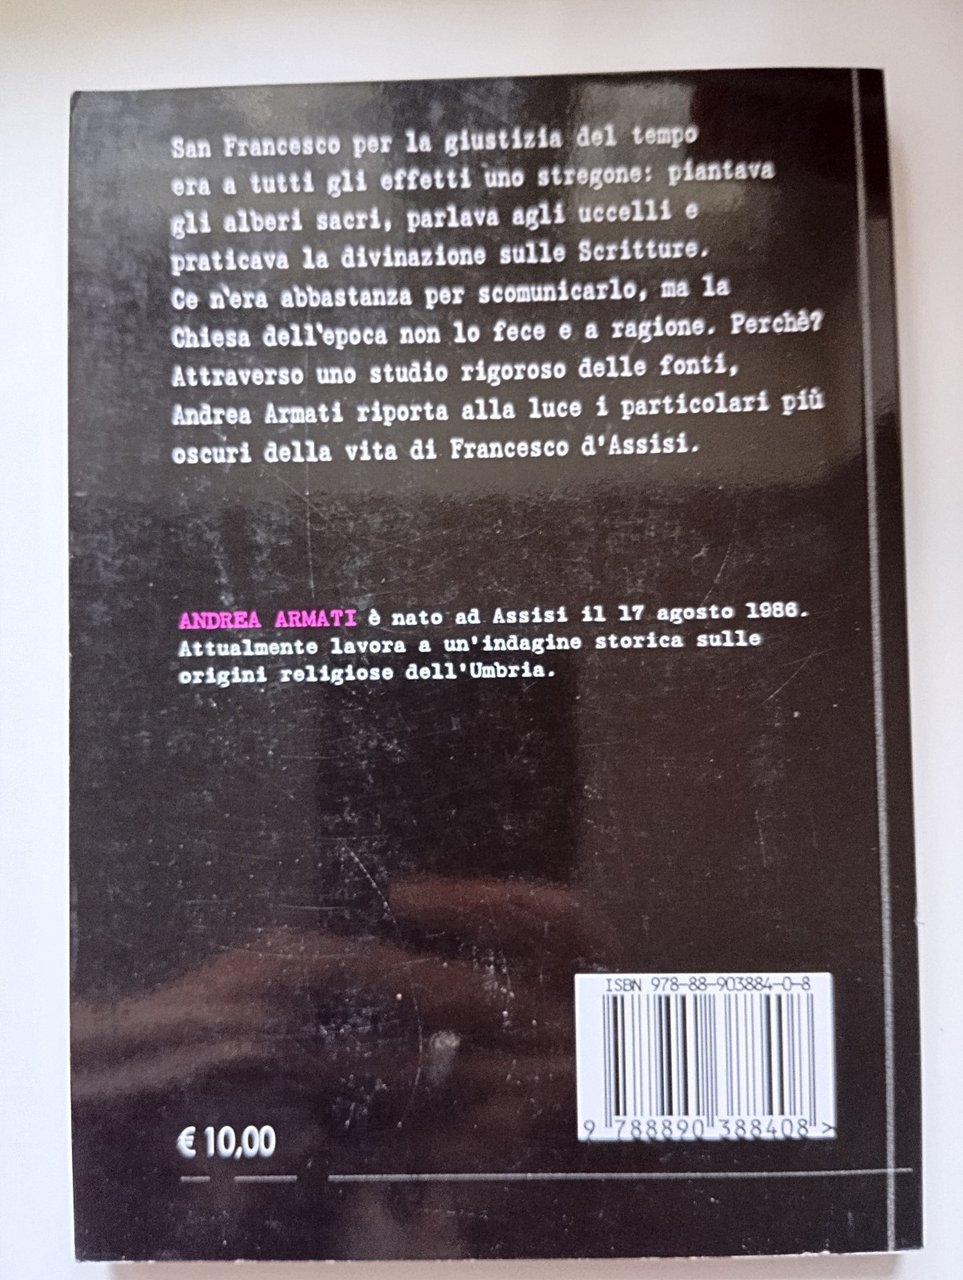 San Francesco per la giustizia del tempo
era a tutti gli effetti uno stregone: piantava
gli alberi sacri, parlava agli uccelli e
praticava la divinazione sulle Scritture.
Ce n'era abbastanza per scomunicarlo, ma la
Chiesa dell'epoca non lo fece e a ragione. Perchè?
Attraverso uno studio rigoroso delle fonti,
Andrea Armati riporta alla luce i particolari più
oscuri della vita di Francesco d'Assisi.
ANDREA ARMATI è nato ad Assisi il 17 agosto 1986.
Attualmente lavora a un'indagine storica sulle
origini religiose dell'Umbria.
ISBN 978-88-903884-0-8
9 788890 388408 >
€ 10,00